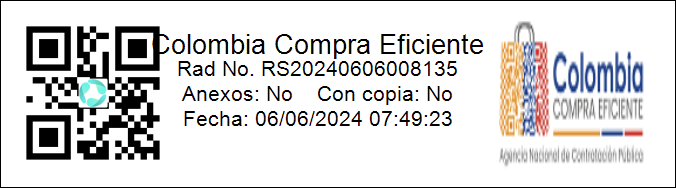 Colombia Compra Eficiente
Rad No. RS20240606008135
Anexos: No Con copia: No
Fecha: 06/06/2024 07:49:23
Colombia
COMPRA EFICIENTE
Agencia Nacional de Contratación Pública